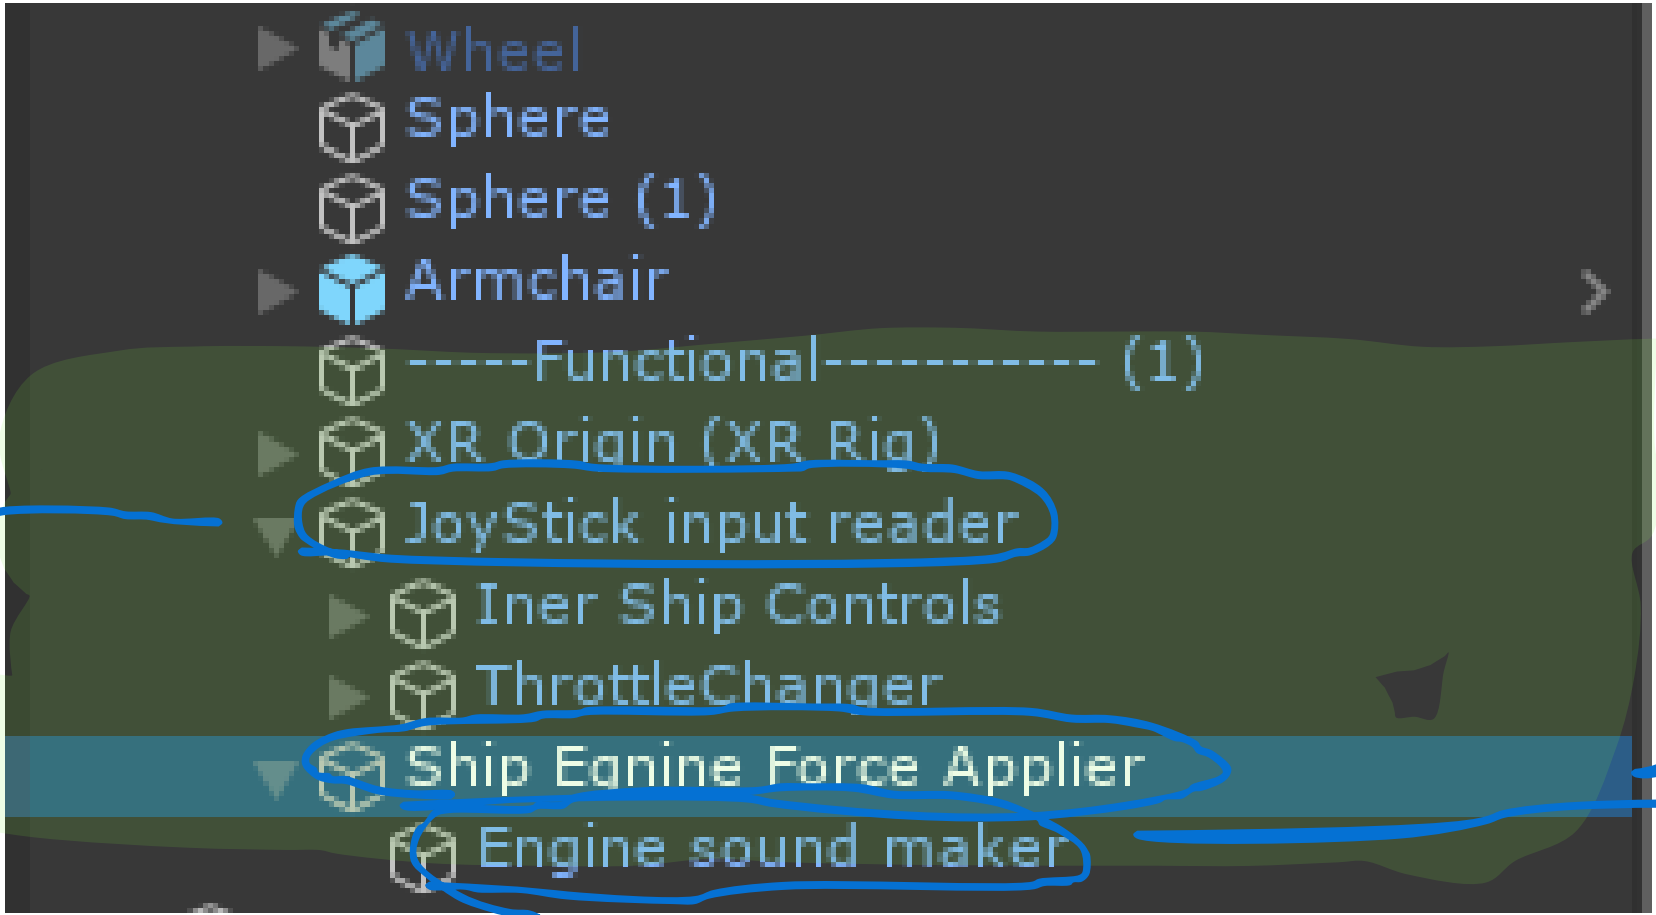 Wheel
Sphere
Sphere (1)
Armchair
-----Functional----------- (1)
XR Origin (XR Rig)
JoyStick input reader
Iner Ship Controls
ThrottleChanger
Ship Egnine Force Applier
Engine sound maker